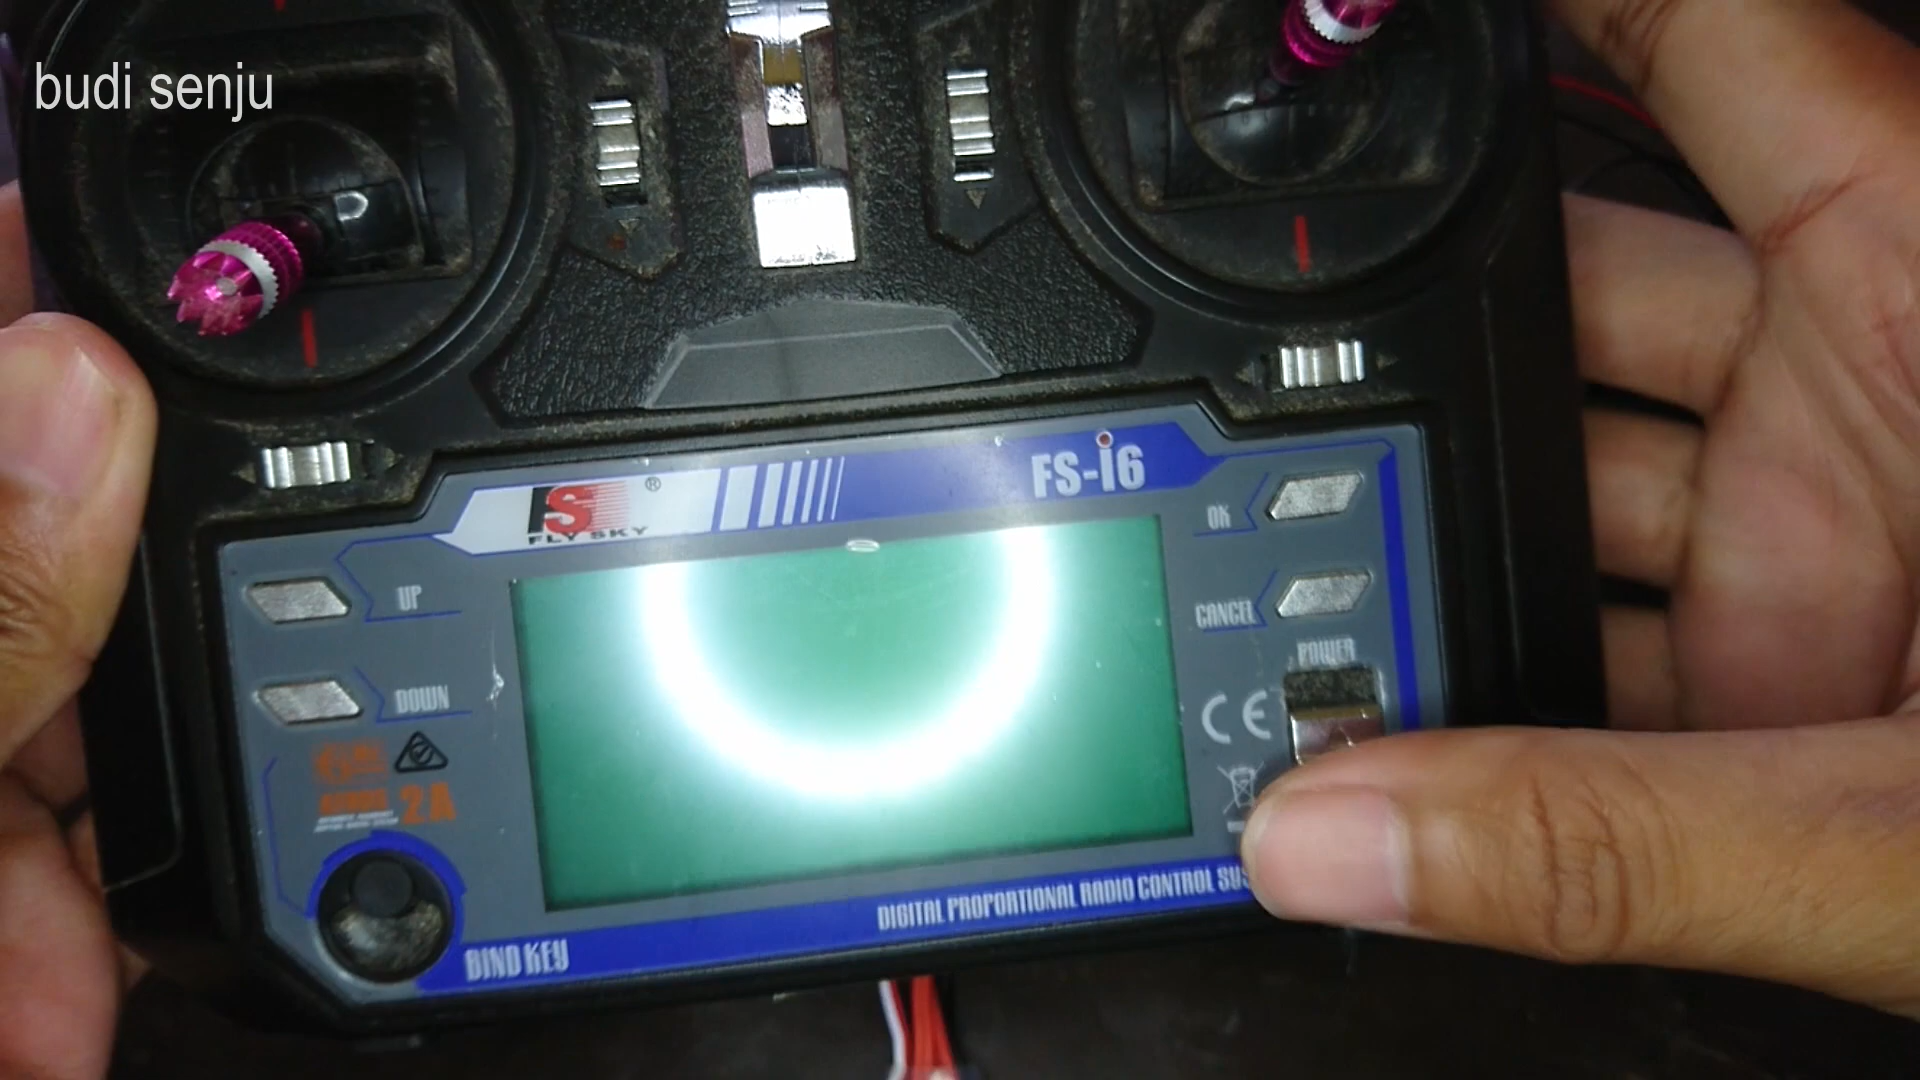 budi senju
FS-i6
OK
FS ®
FLY SKY
UP
CANCEL
POWER
DOWN
CE
2A
DIGITAL PROPORTIONAL RADIO CONTROL
BIND KEY